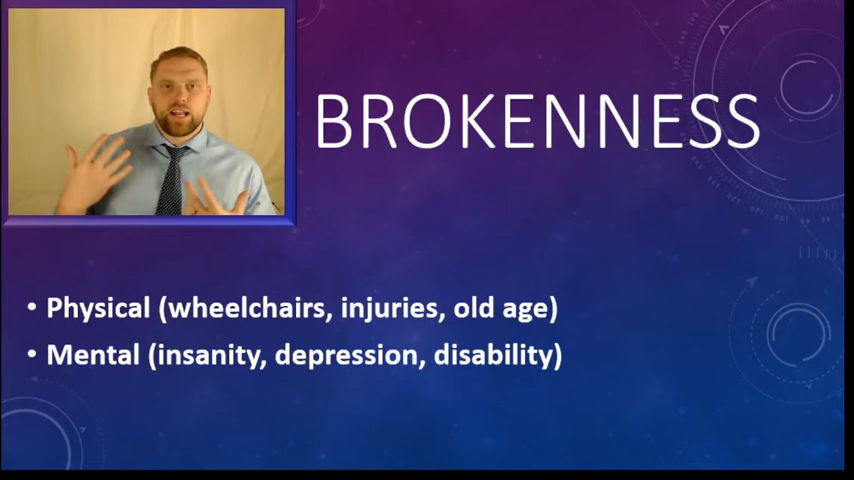 BROKENNESS
• Physical (wheelchairs, injuries, old age)
• Mental (insanity, depression, disability)